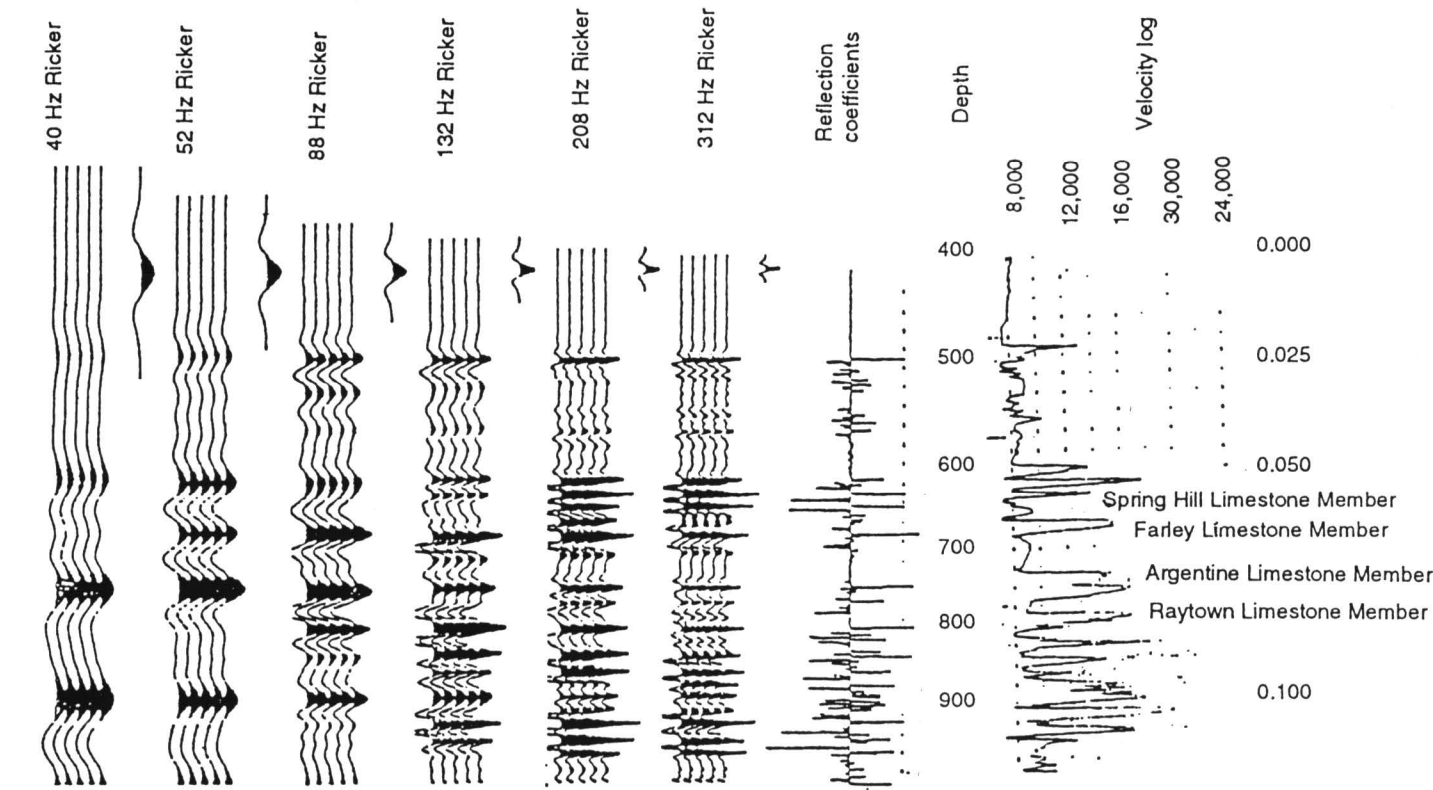 40 Hz Ricker
52 Hz Ricker
88 Hz Ricker
132 Hz Ricker
208 Hz Ricker
312 Hz Ricker
Reflection
coefficients
Depth
Velocity log
8,000
12,000
16,000
30,000
24,000
400
0.000
500
0.025
600
0.050
Spring Hill Limestone Member
Farley Limestone Member
700
Argentine Limestone Member
Raytown Limestone Member
800
900
0.100